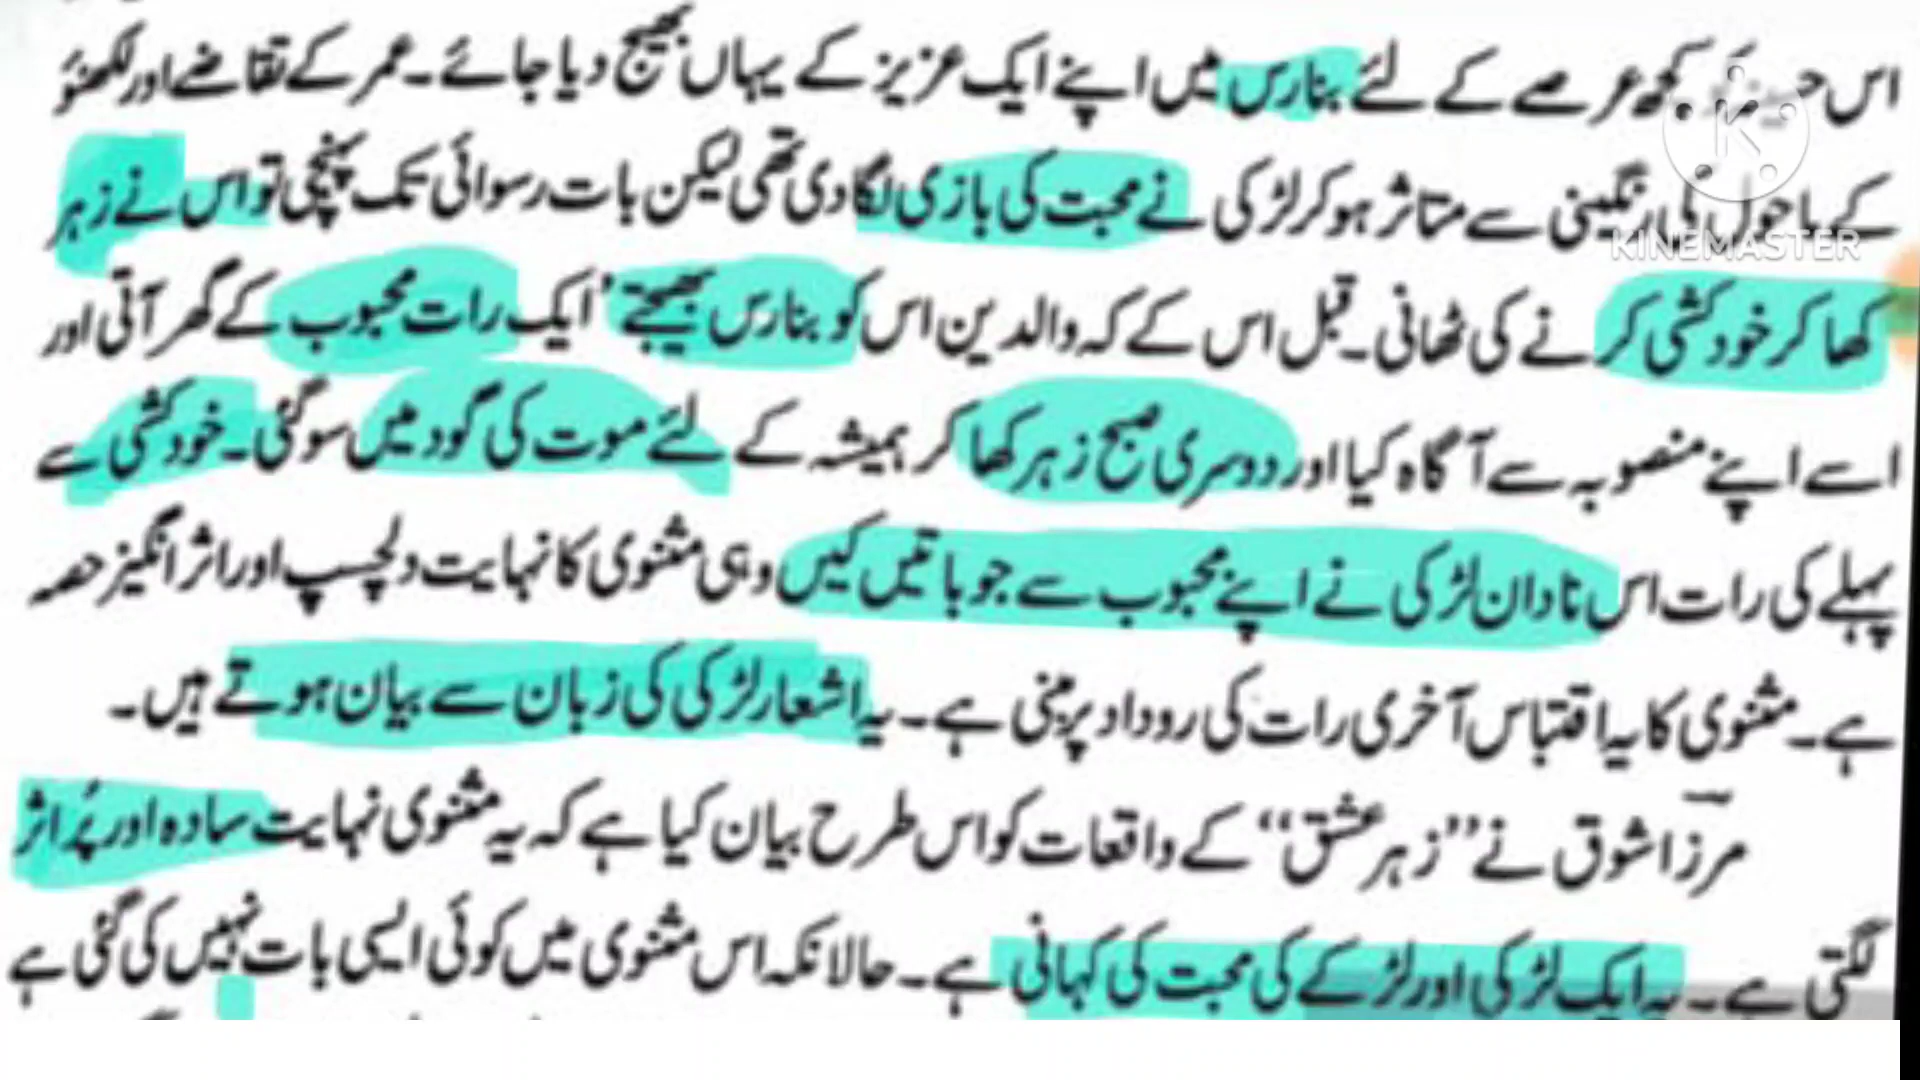 اس حسینہ کو کچھ عرصے کے لئے بنارس میں اپنے ایک عزیز کے یہاں بھیج دیا جائے۔ عمر کے تقاضے اور لکھنؤ
کے ماحول کی رنگینی سے متاثر ہو کر لڑکی نے محبت کی بازی لگا دی تھی لیکن بات رسوائی تک پہنچی تو اس نے زہر
کھا کر خودکشی کرنے کی ٹھانی۔ قبل اس کے کہ والدین اس کو بنارس بھیجتے' ایک رات محبوب کے گھر آتی اور
اسے اپنے منصوبہ سے آگاہ کیا اور دوسری صبح زہر کھا کر ہمیشہ کے لئے موت کی گود میں سو گئی۔ خودکشی سے
پہلے کی رات اس نادان لڑکی نے اپنے محبوب سے جو باتیں کیں وہی مثنوی کا نہایت دلچسپ اور اثر انگیز حصہ
ہے۔ مثنوی کا یہ اقتباس آخری رات کی روداد پر مبنی ہے۔ یہ اشعار لڑکی کی زبان سے بیان ہوتے ہیں۔
مرزا شوق نے ”زہر عشق“ کے واقعات کو اس طرح بیان کیا ہے کہ یہ مثنوی نہایت سادہ اور پُر اثر
لگتی ہے۔ یہ ایک لڑکی اور لڑکے کی محبت کی کہانی ہے۔ حالانکہ اس مثنوی میں کوئی ایسی بات نہیں کی گئی ہے
K
KINEMASTER